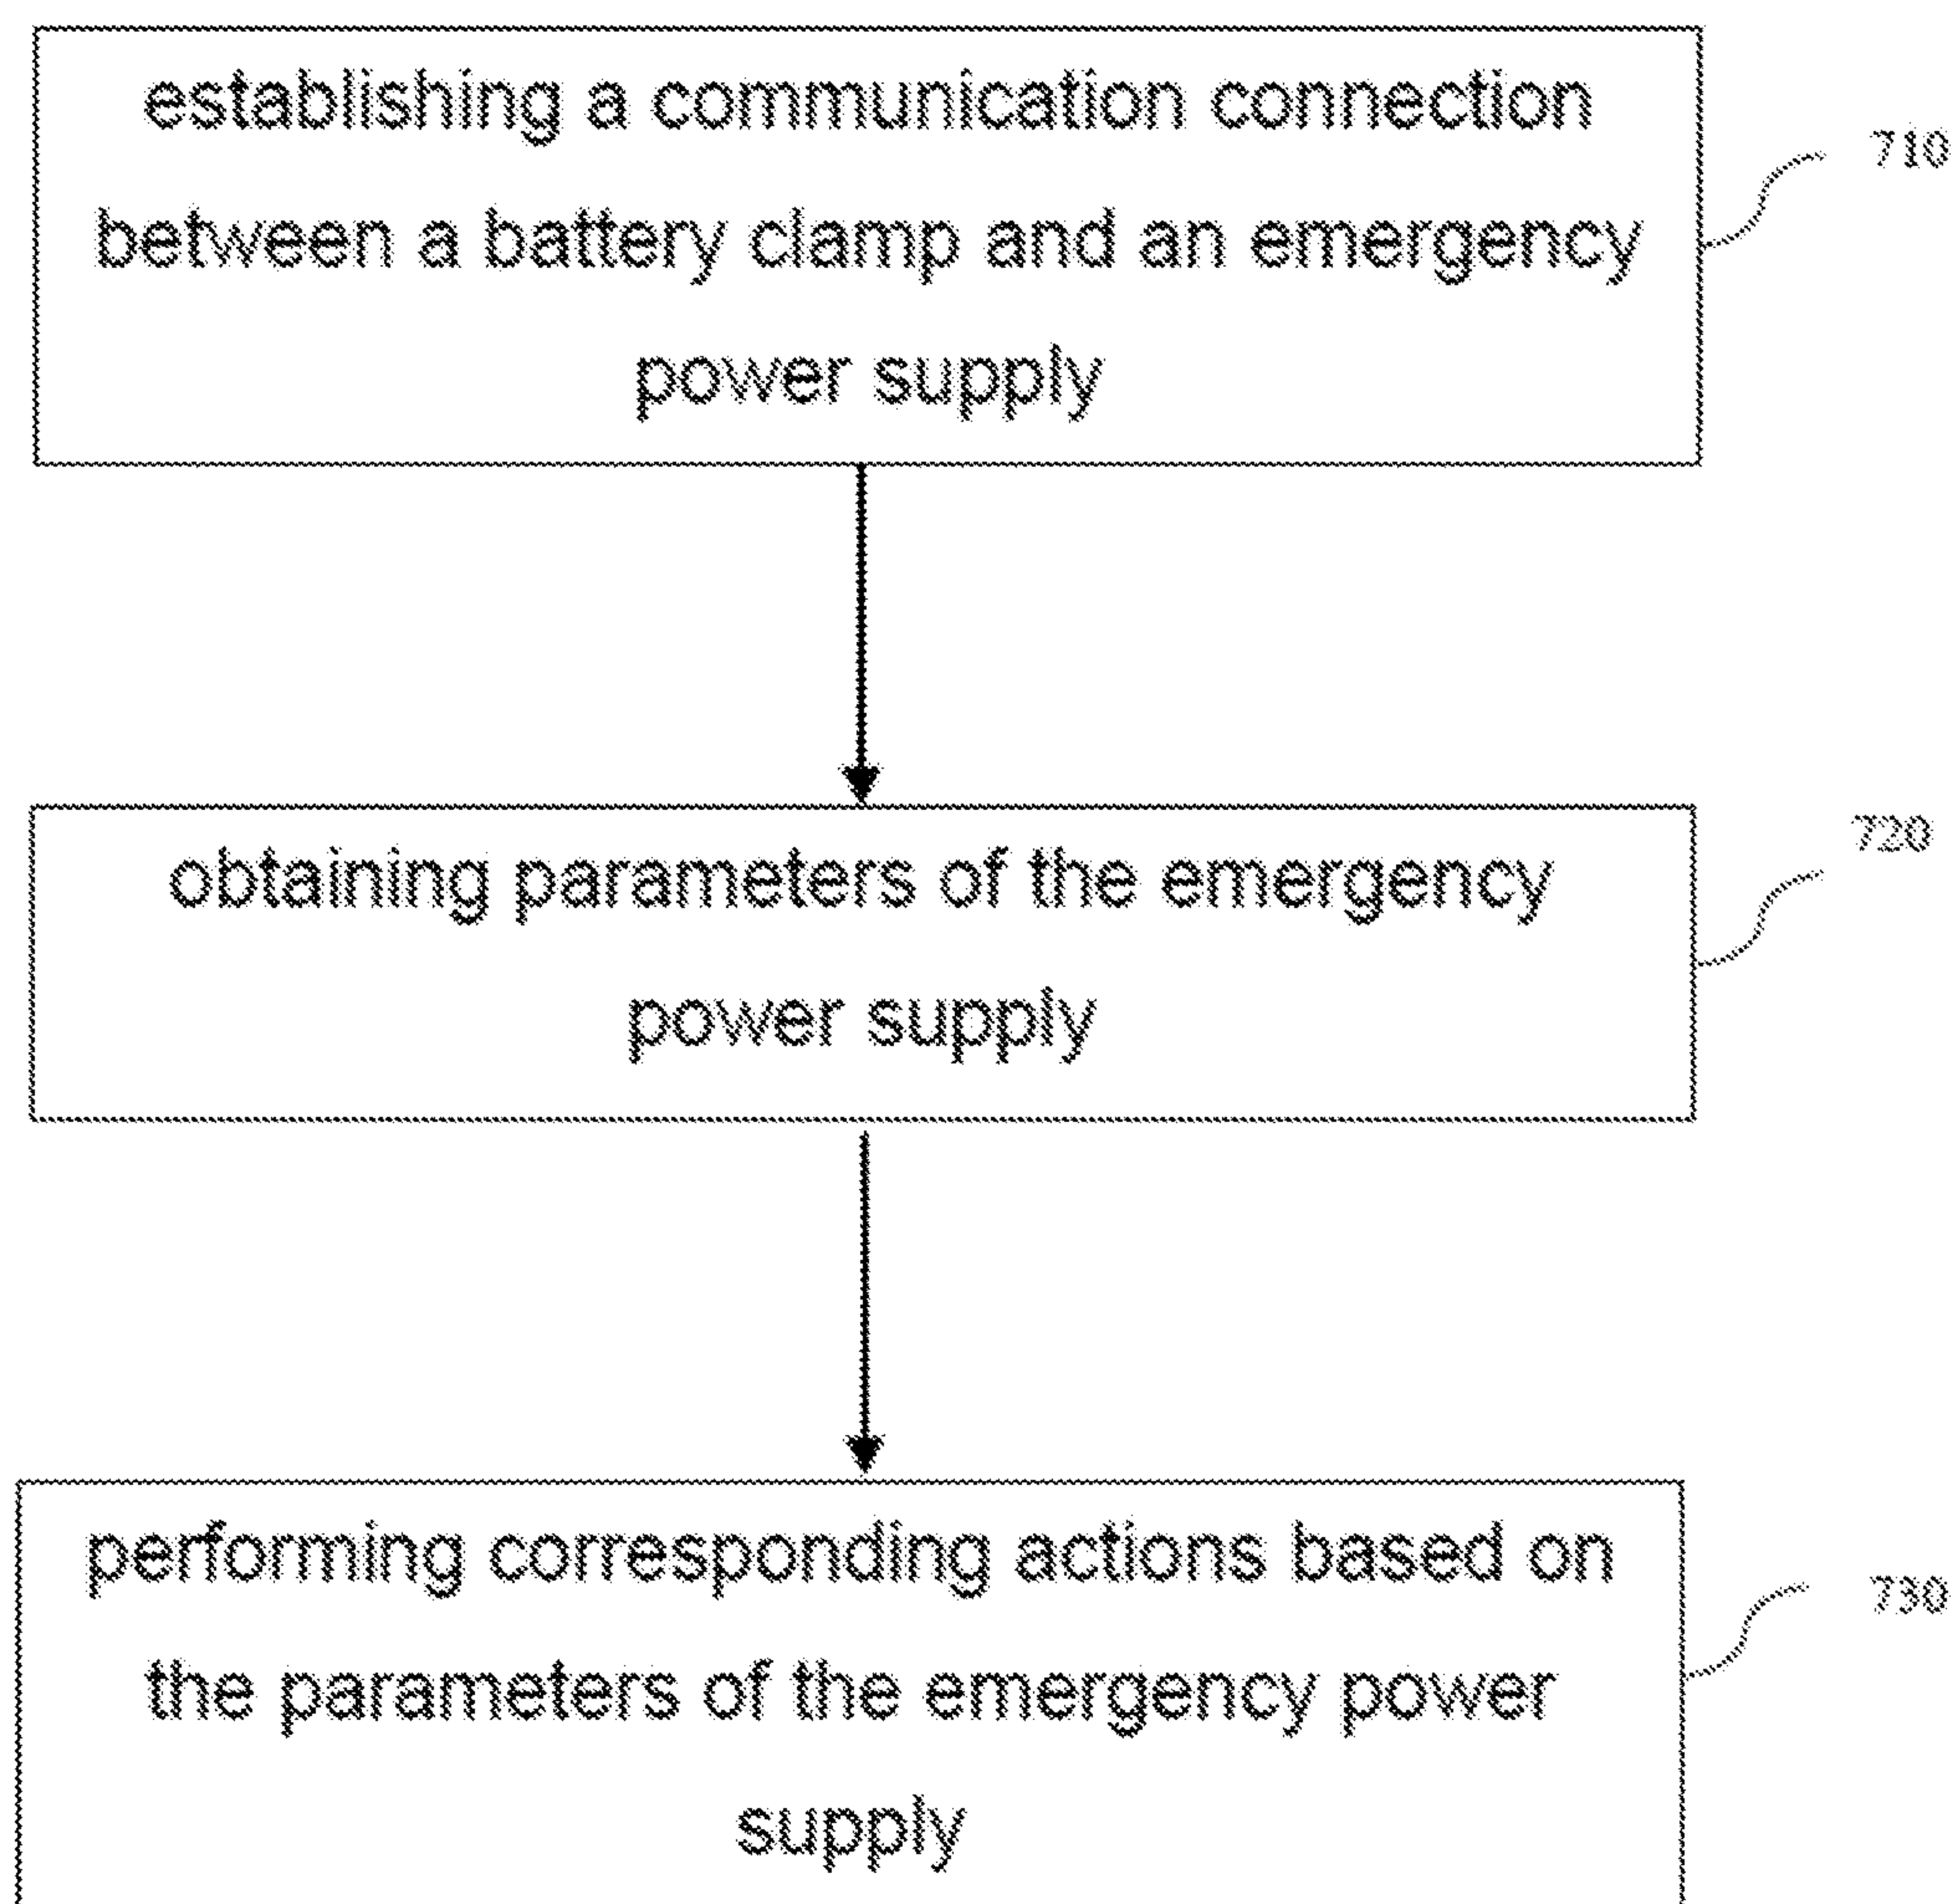 establishing a communication connection
between a battery clamp and an emergency
power supply
710
obtaining parameters of the emergency
power supply
720
performing corresponding actions based on
the parameters of the emergency power
supply
730